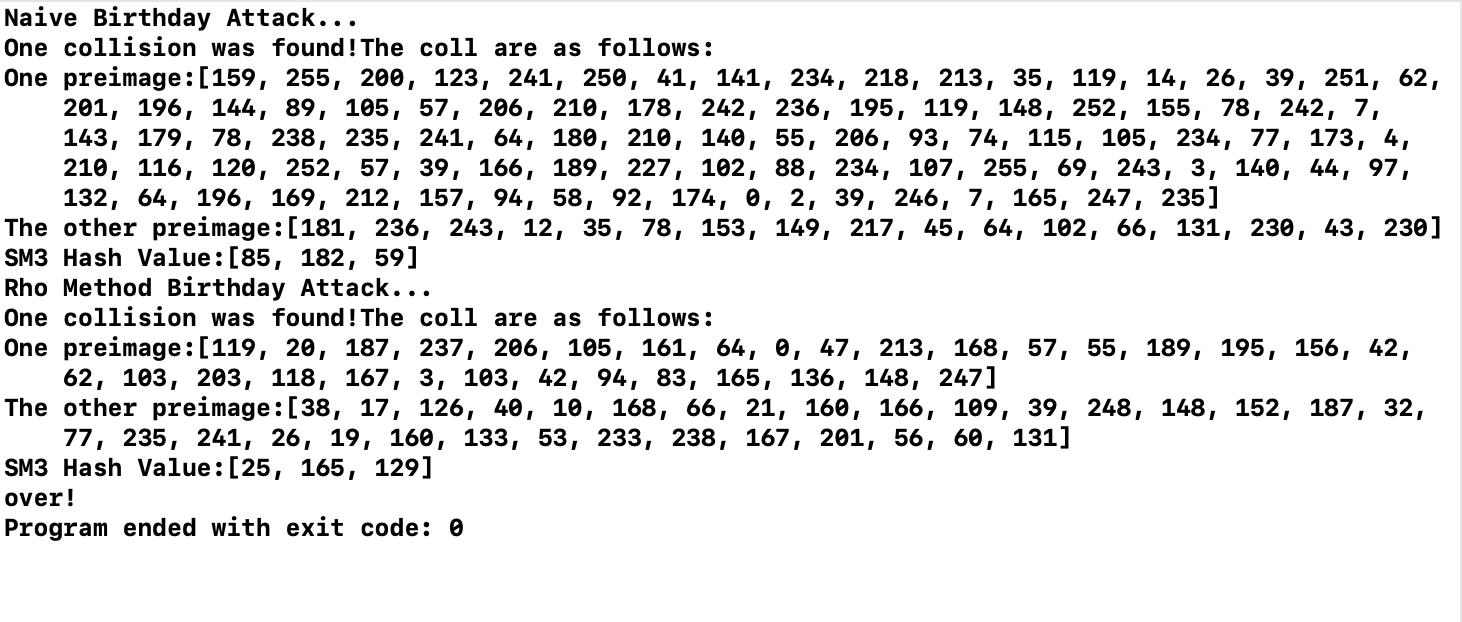 Naive Birthday Attack...
One collision was found!The coll are as follows:
One preimage:[159, 255, 200, 123, 241, 250, 41, 141, 234, 218, 213, 35, 119, 14, 26, 39, 251, 62,
201, 196, 144, 89, 105, 57, 206, 210, 178, 242, 236, 195, 119, 148, 252, 155, 78, 242, 7,
143, 179, 78, 238, 235, 241, 64, 180, 210, 140, 55, 206, 93, 74, 115, 105, 234, 77, 173, 4,
210, 116, 120, 252, 57, 39, 166, 189, 227, 102, 88, 234, 107, 255, 69, 243, 3, 140, 44, 97,
132, 64, 196, 169, 212, 157, 94, 58, 92, 174, 0, 2, 39, 246, 7, 165, 247, 235]
The other preimage:[181, 236, 243, 12, 35, 78, 153, 149, 217, 45, 64, 102, 66, 131, 230, 43, 230]
SM3 Hash Value:[85, 182, 59]
Rho Method Birthday Attack...
One collision was found!The coll are as follows:
One preimage:[119, 20, 187, 237, 206, 105, 161, 64, 0, 47, 213, 168, 57, 55, 189, 195, 156, 42,
62, 103, 203, 118, 167, 3, 103, 42, 94, 83, 165, 136, 148, 247]
The other preimage:[38, 17, 126, 40, 10, 168, 66, 21, 160, 166, 109, 39, 248, 148, 152, 187, 32,
77, 235, 241, 26, 19, 160, 133, 53, 233, 238, 167, 201, 56, 60, 131]
SM3 Hash Value:[25, 165, 129]
over!
Program ended with exit code: 0